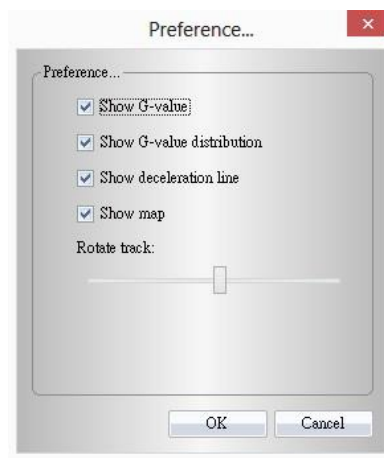 Preference...
Preference...
Show G-value
Show G-value distribution
Show deceleration line
Show map
Rotate track:
OK Cancel